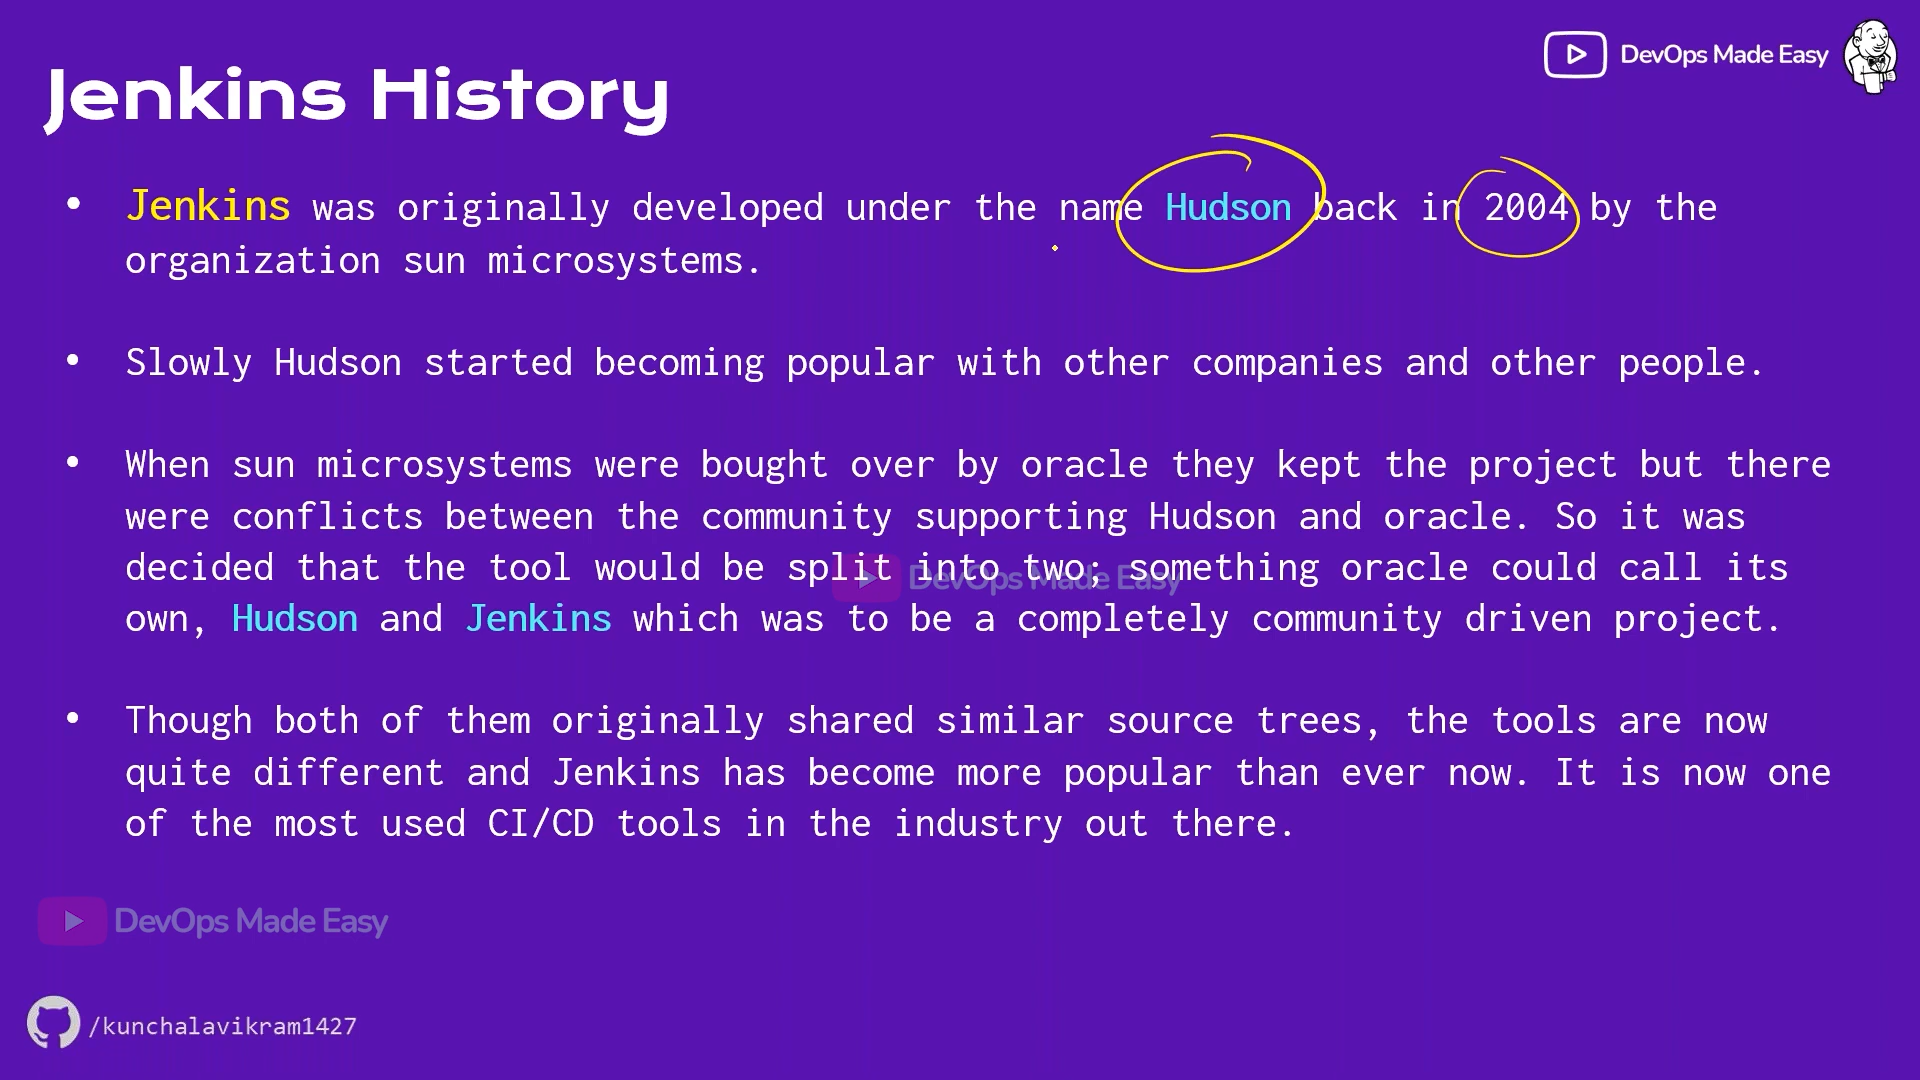 DevOps Made Easy
Jenkins History
• Jenkins was originally developed under the name Hudson back in 2004 by the
organization sun microsystems.
• Slowly Hudson started becoming popular with other companies and other people.
• When sun microsystems were bought over by oracle they kept the project but there
were conflicts between the community supporting Hudson and oracle. So it was
decided that the tool would be split into two; something oracle could call its
DevOps Made Easy
own, Hudson and Jenkins which was to be a completely community driven project.
• Though both of them originally shared similar source trees, the tools are now
quite different and Jenkins has become more popular than ever now. It is now one
of the most used CI/CD tools in the industry out there.
DevOps Made Easy
/kunchalavikram1427